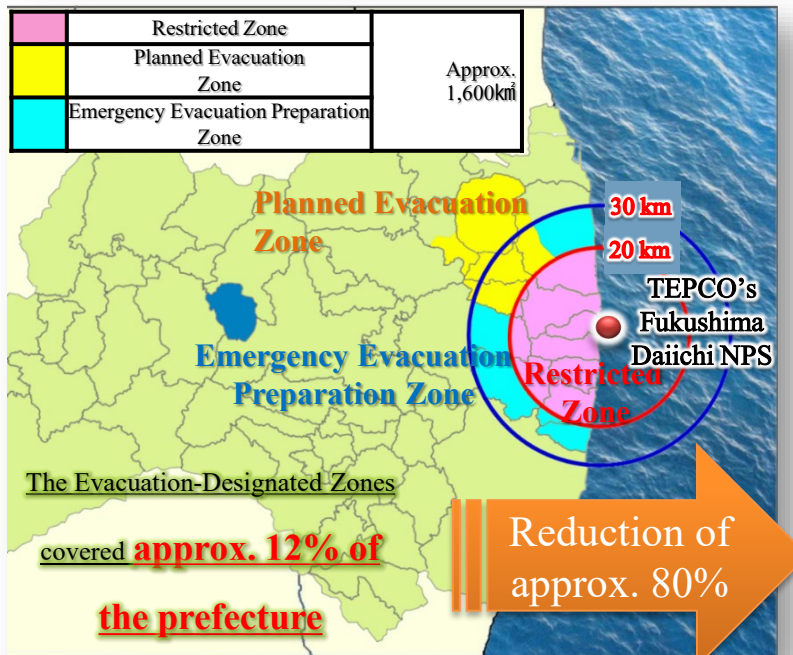 Restricted Zone
Planned Evacuation
Zone
Emergency Evacuation Preparation
Zone
Approx.
1,600㎢
Planned Evacuation
Zone
30 km
20 km
TEPCO's
Fukushima
Daiichi NPS
Emergency Evacuation
Preparation Zone
Restricted
Zone
The Evacuation-Designated Zones
covered approx. 12% of
the prefecture
Reduction of
approx. 80%